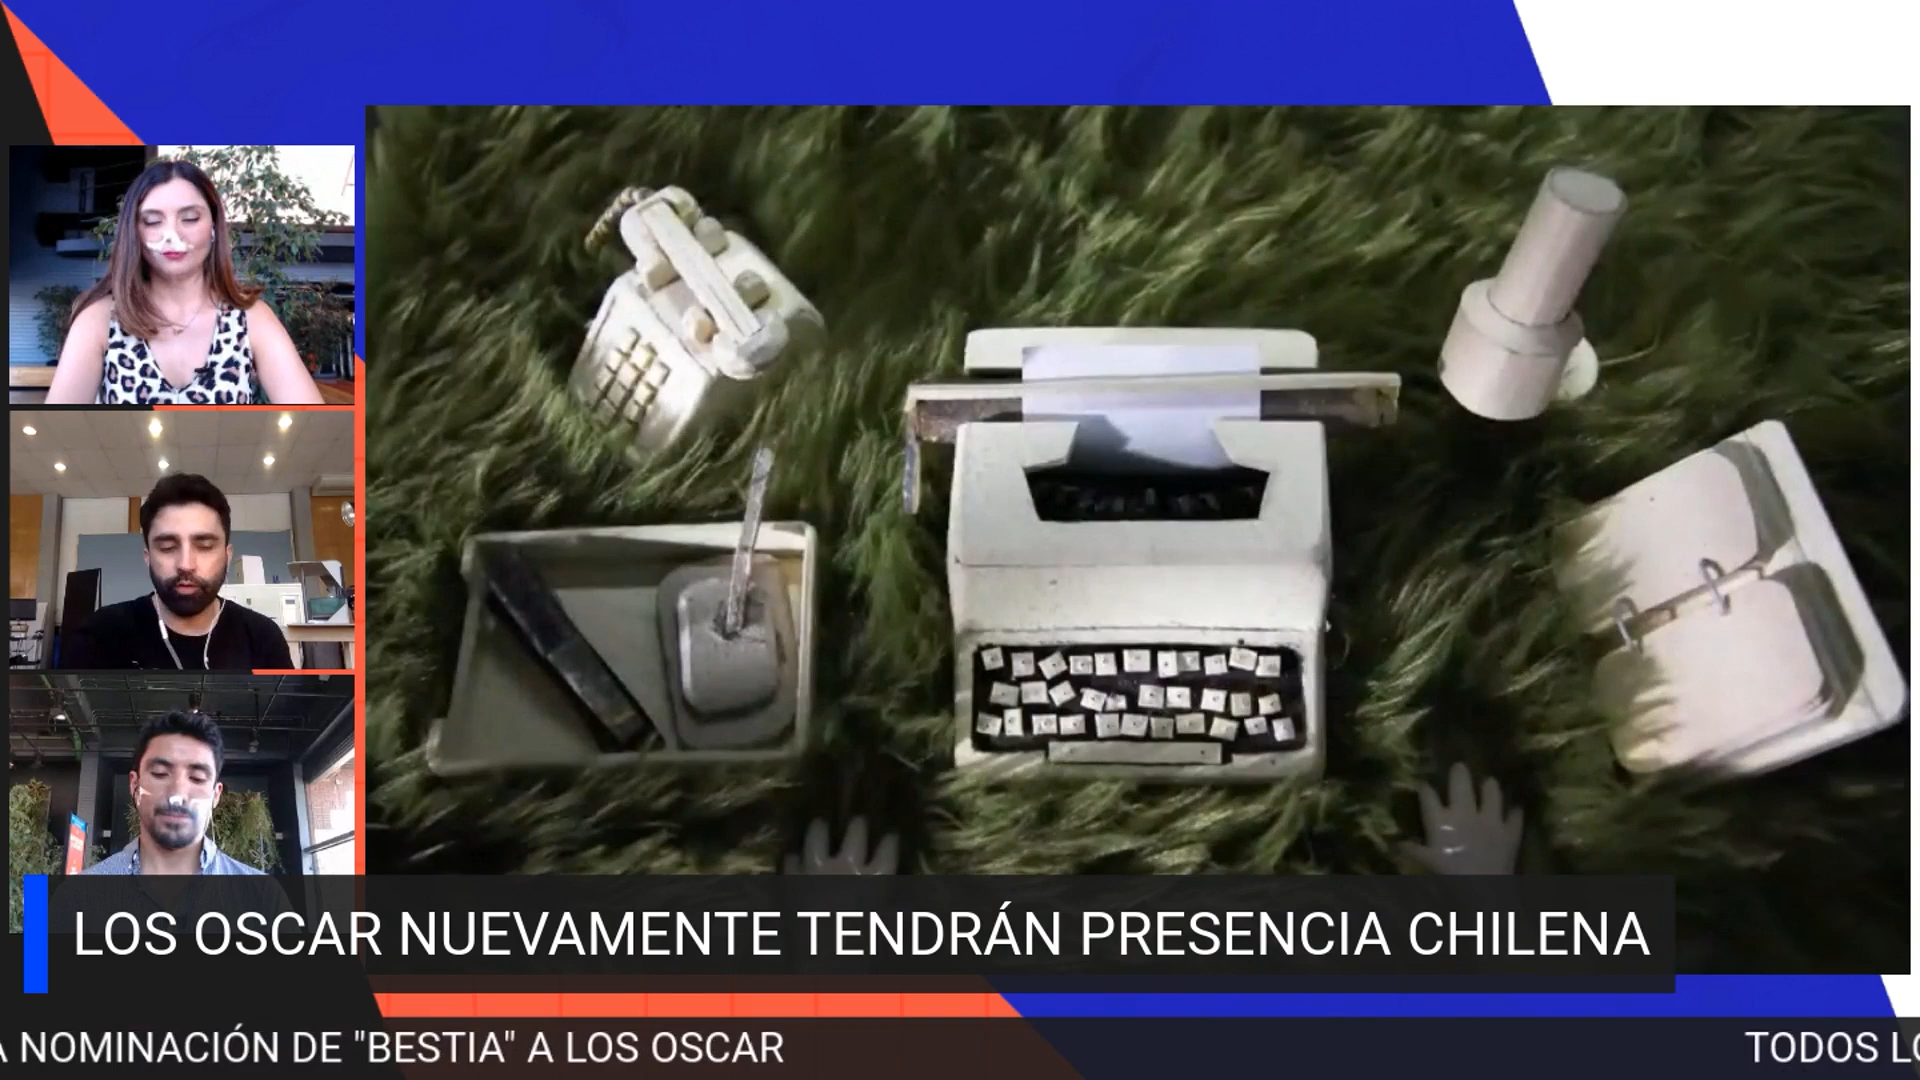 LOS OSCAR NUEVAMENTE TENDRÁN PRESENCIA CHILENA
A NOMINACIÓN DE "BESTIA" A LOS OSCAR
TODOS LO